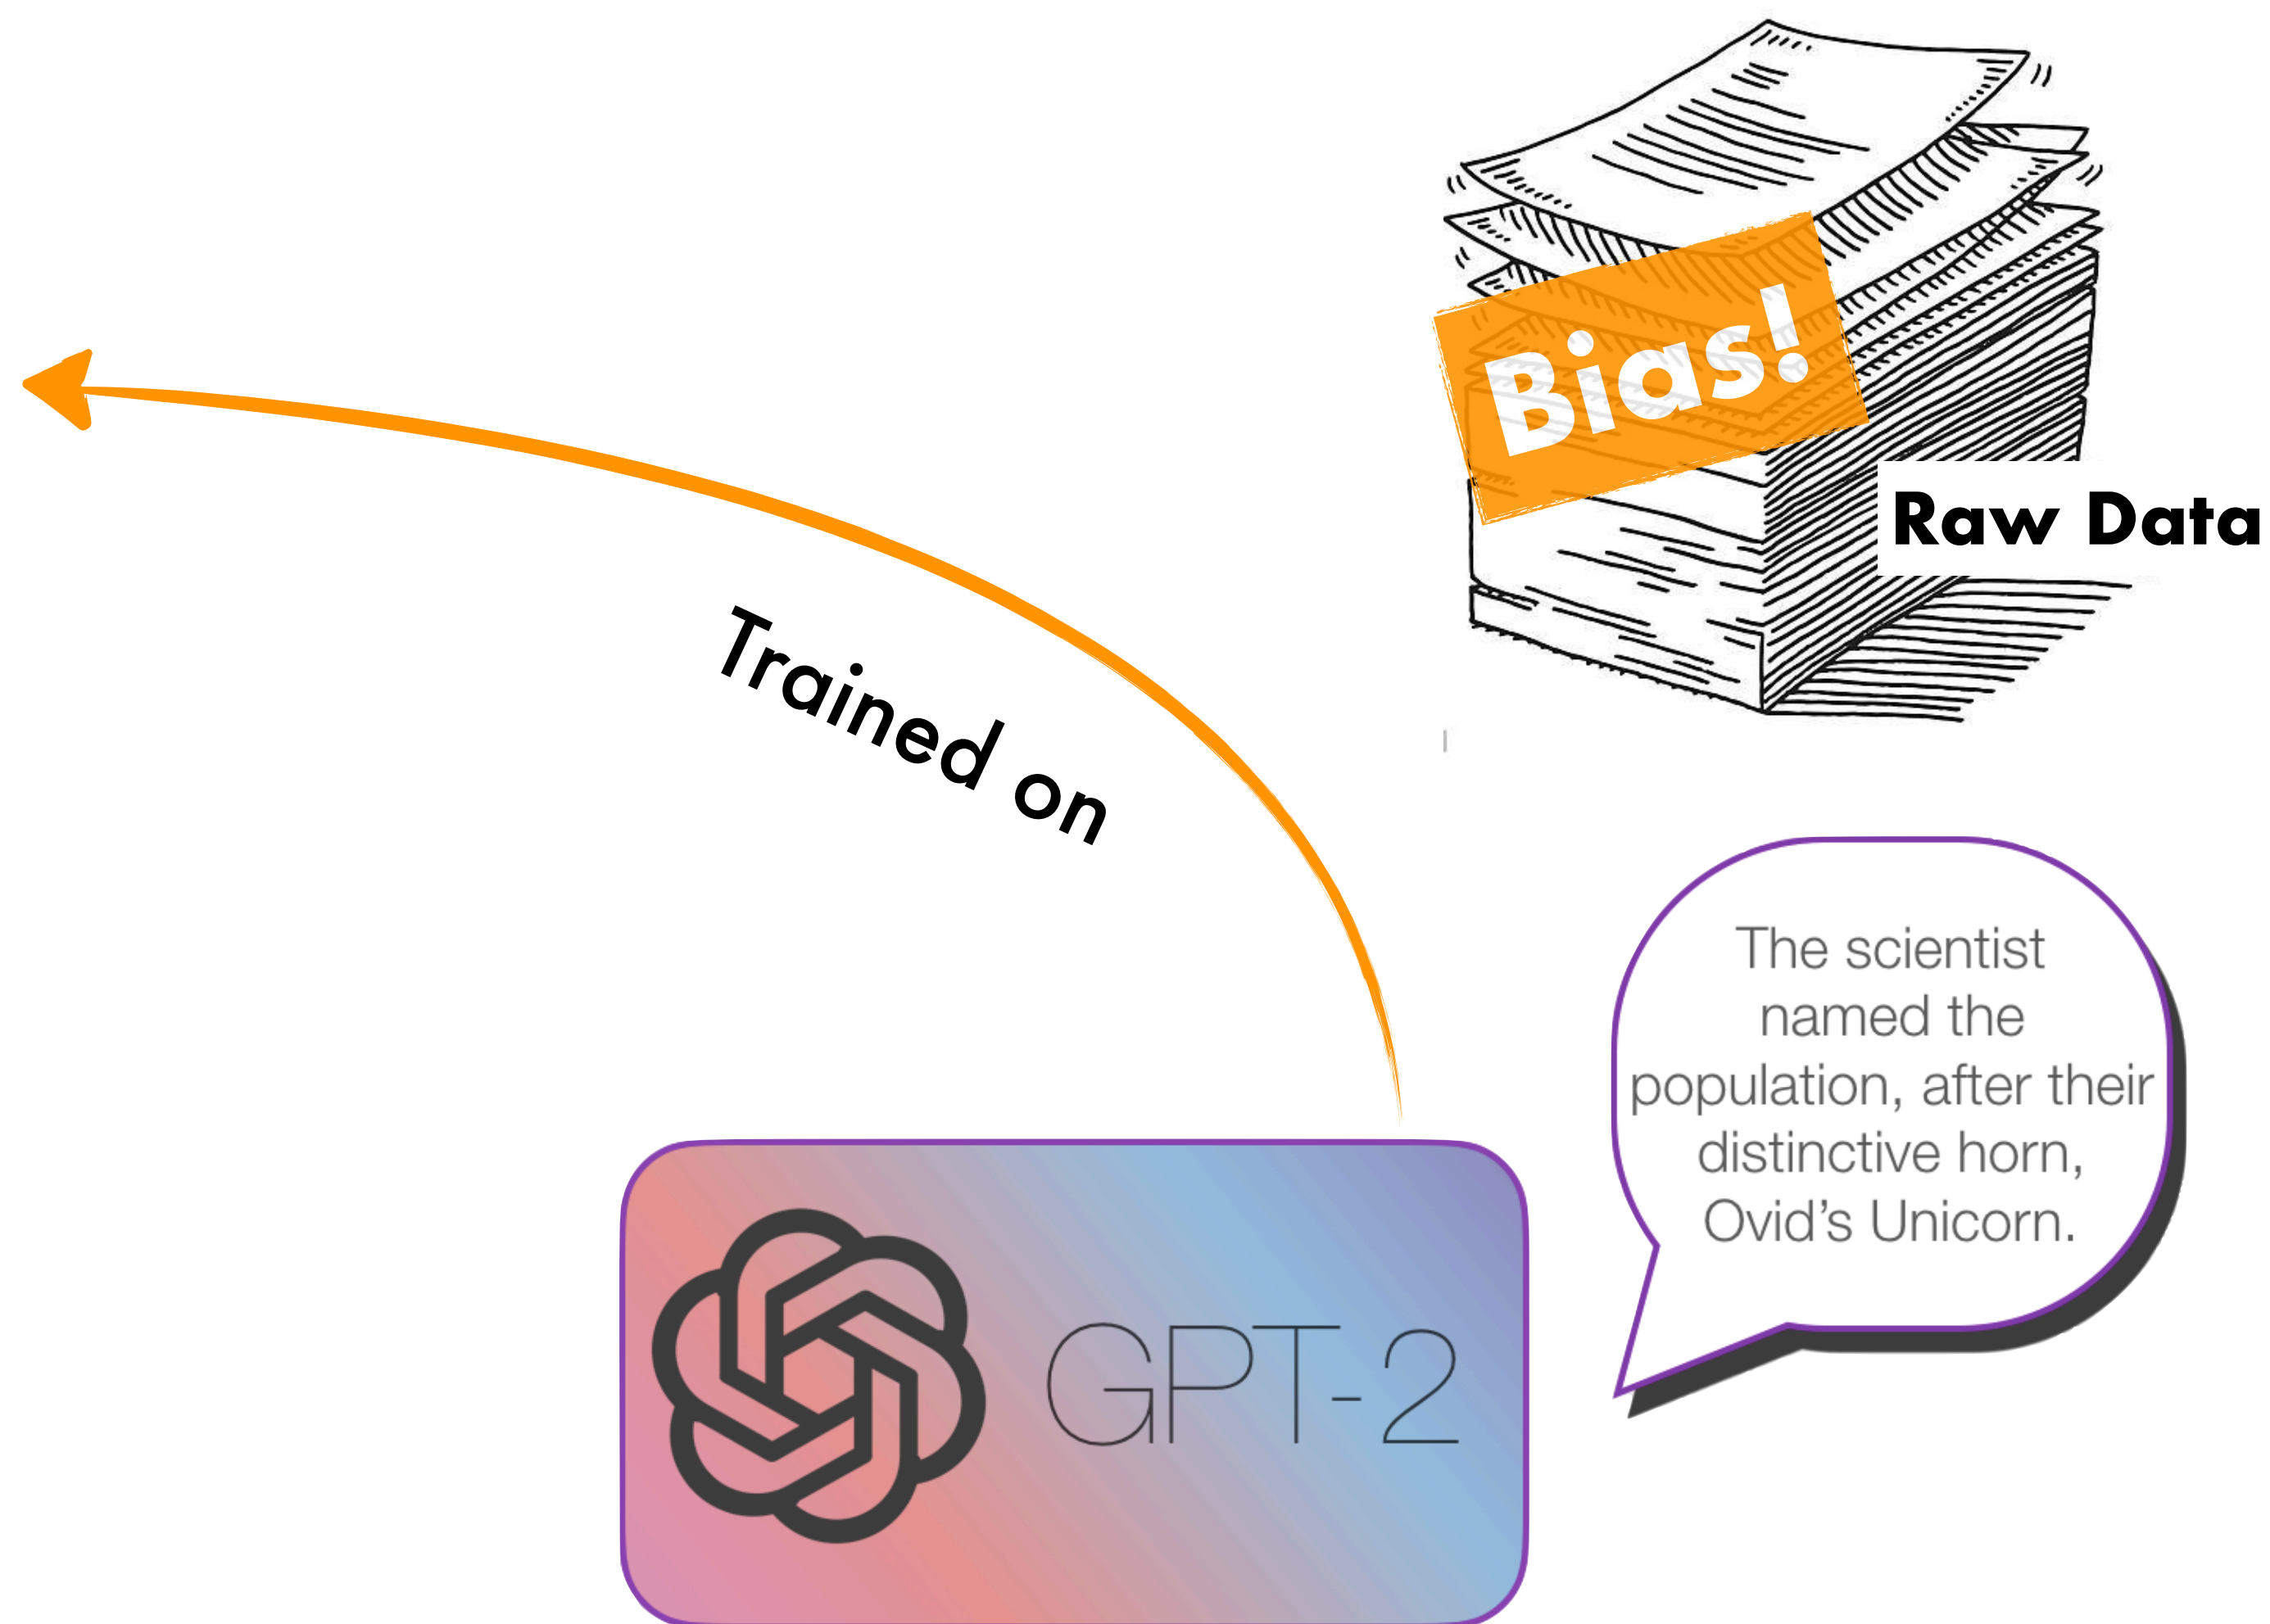 Bias!
Raw Data
Trained on
The scientist
named the
population, after their
distinctive horn,
Ovid’s Unicorn.
GPT-2